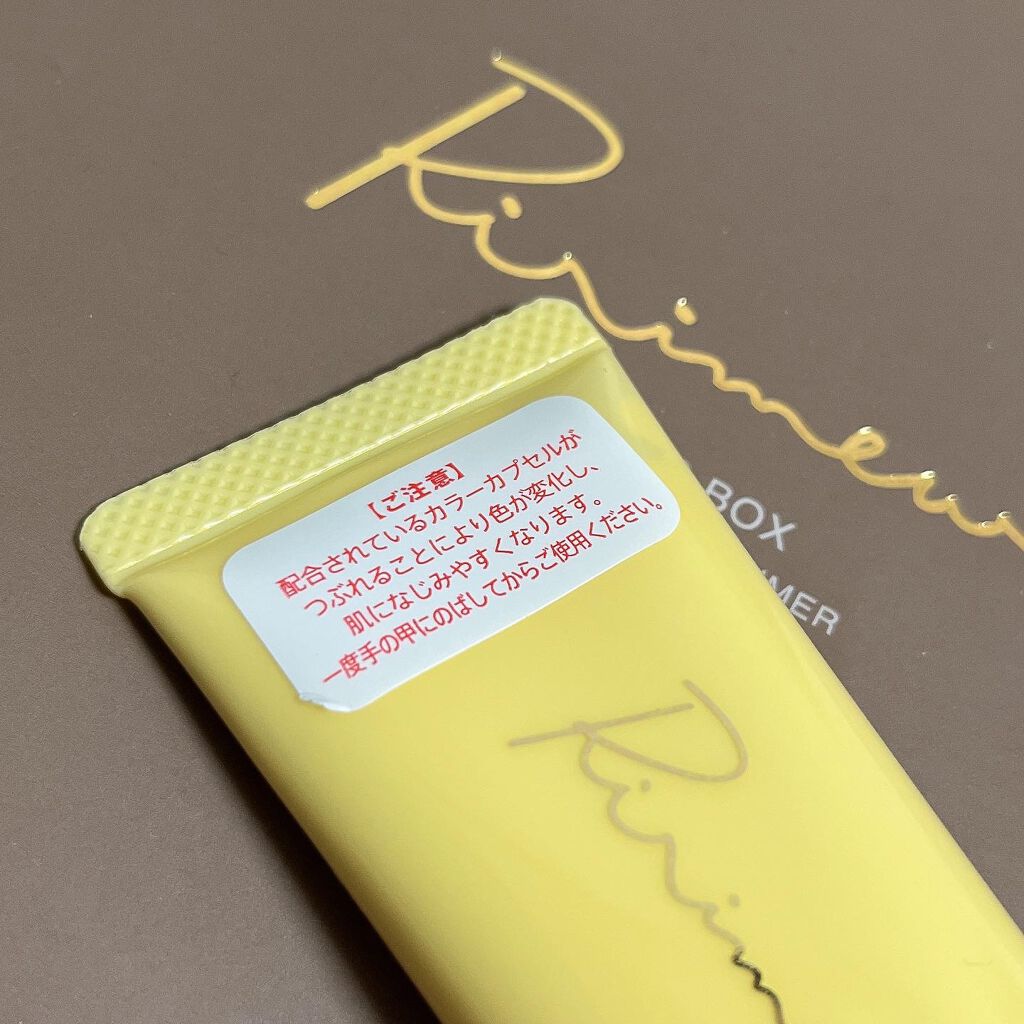 Ririmew
BOX
【ご注意】
配合されているカラーカプセルが
つぶれることにより色が変化し、
肌になじみやすくなります。
一度手の甲にのばしてからご使用ください。